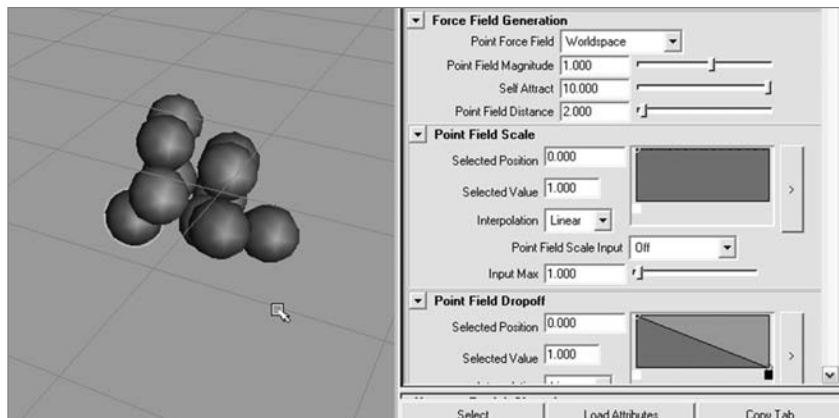 Force Field Generation
Point Force Field Worldspace
Point Field Magnitude 1.000
Self Attract 10.000
Point Field Distance 2.000
Point Field Scale
Selected Position 0.000
Selected Value 1.000
Interpolation Linear
>
Point Field Scale Input Off
Input Max 1.000
Point Field Dropoff
Selected Position 0.000
Selected Value 1.000
>
Select Load Attributes Copy Tab